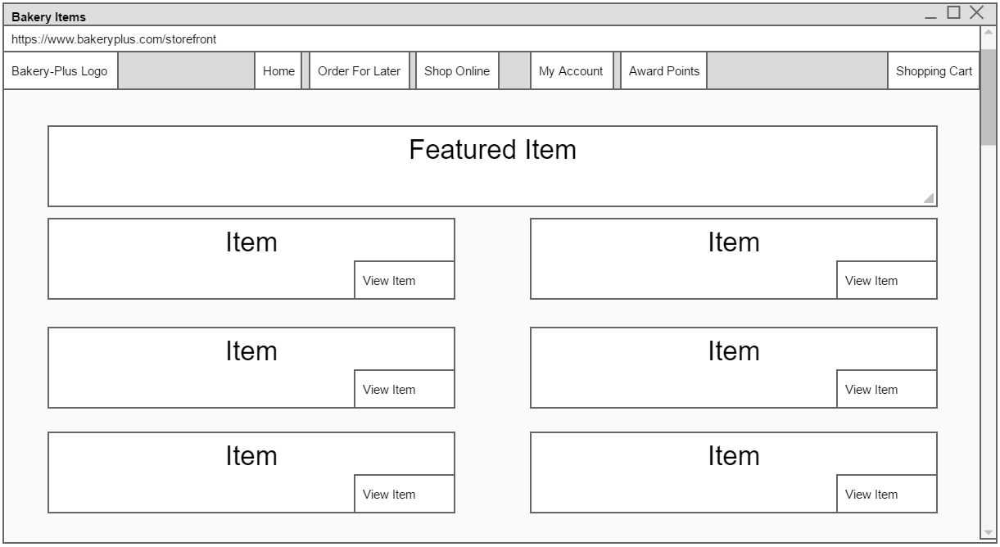 Bakery Items
https://www.bakeryplus.com/storefront
Bakery-Plus Logo Home Order For Later Shop Online My Account Award Points Shopping Cart
Featured Item
Item Item
View Item View Item
Item Item
View Item View Item
Item Item
View Item View Item